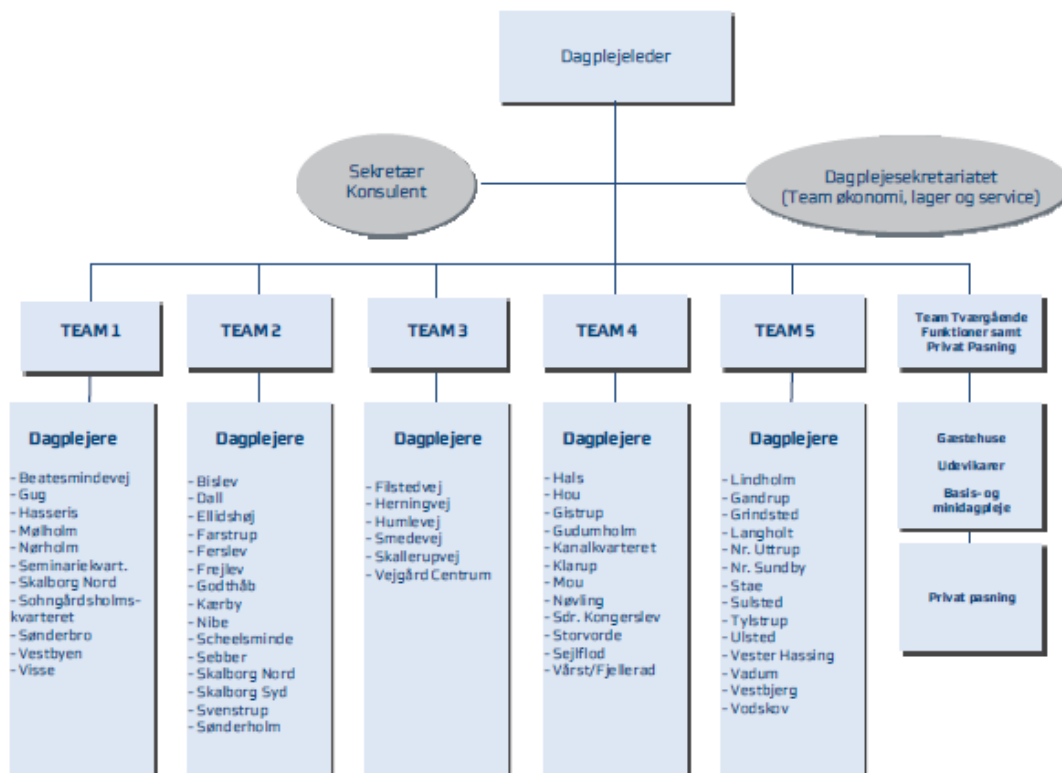 Dagplejeleder
Sekretær
Konsulent
Dagplejesekretariatet
(Team økonomi, lager og service)
TEAM 1
TEAM 2
TEAM 3
TEAM 4
TEAM 5
Team Tværgående
Funktioner samt
Privat Pasning
Dagplejere
- Beatesmindevej
- Gug
- Hasseris
- Mølholm
- Nørholm
- Seminariekvart.
- Skalborg Nord
- Sohngårdsholms-
kvarteret
- Sønderbro
- Vestbyen
- Visse
Dagplejere
- Bislev
- Dall
- Ellidshøj
- Farstrup
- Ferslev
- Frejlev
- Godthåb
- Kærby
- Nibe
- Scheelsminde
- Sebber
- Skalborg Nord
- Skalborg Syd
- Svenstrup
- Sønderholm
Dagplejere
- Filstedvej
- Herningvej
- Humlevej
- Smedevej
- Skallerupvej
- Vejgård Centrum
Dagplejere
- Hals
- Hou
- Gistrup
- Gudumholm
- Kanalkvarteret
- Klarup
- Mou
- Nøvling
- Sdr. Kongerslev
- Storvorde
- Sejlflod
- Vårst/Fjellerad
Dagplejere
- Lindholm
- Gandrup
- Grindsted
- Langholt
- Nr. Uttrup
- Nr. Sundby
- Stae
- Sulsted
- Tylstrup
- Ulsted
- Vester Hassing
- Vadum
- Vestbjerg
- Vodskov
Gæstehuse
Udevikarer
Basis- og
minidagpleje
Privat pasning